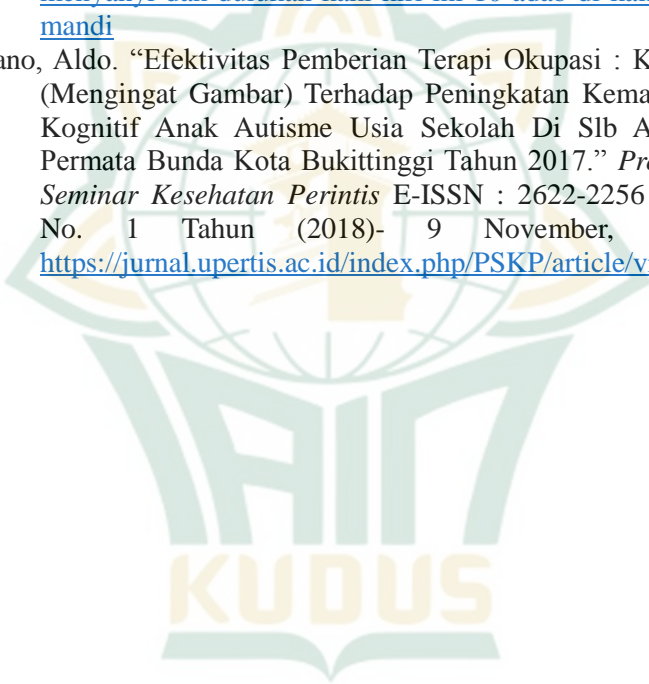 mandi
ano, Aldo. “Efektivitas Pemberian Terapi Okupasi : K
(Mengingat Gambar) Terhadap Peningkatan Kema
Kognitif Anak Autisme Usia Sekolah Di Slb A
Permata Bunda Kota Bukittinggi Tahun 2017.” Pro
Seminar Kesehatan Perintis E-ISSN : 2622-2256
No. 1 Tahun (2018)- 9 November,
https://jurnal.upertis.ac.id/index.php/PSKP/article/v
IAIN
KUDUS